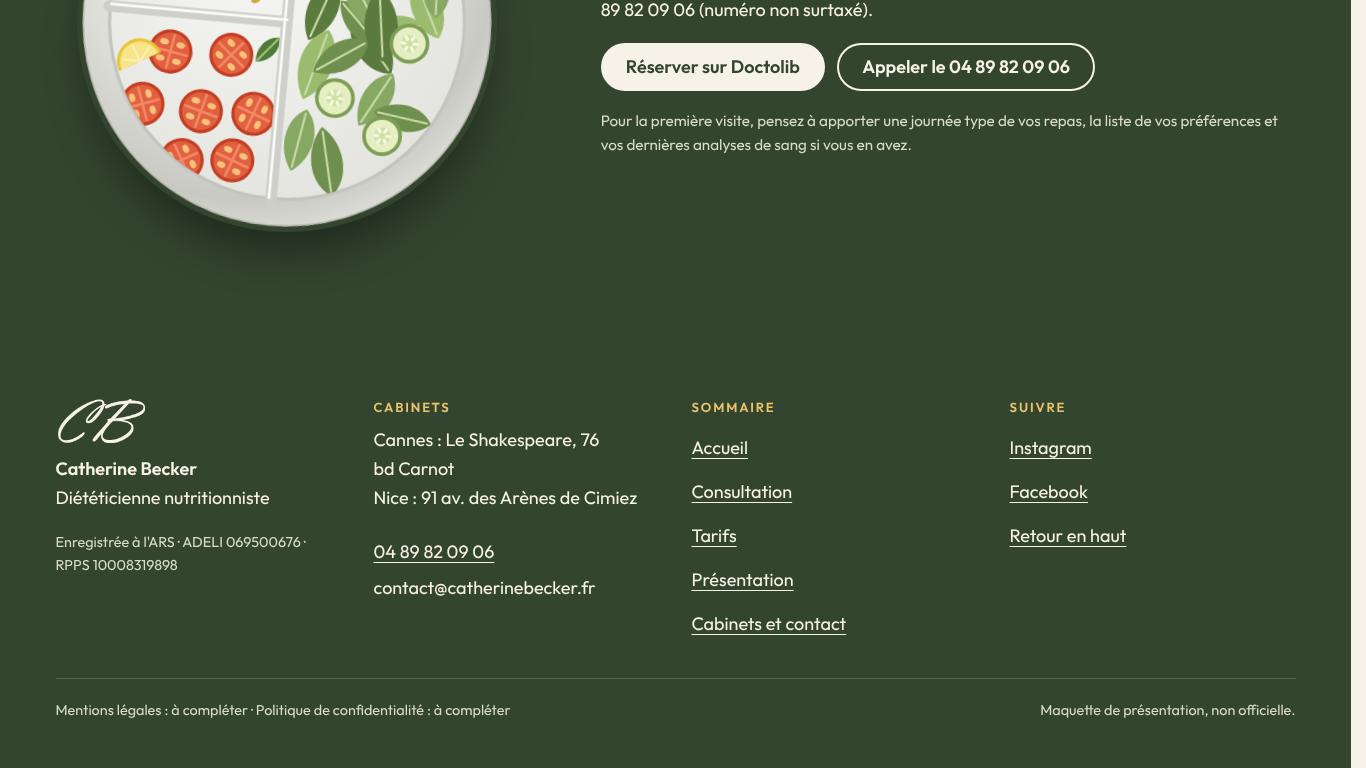 89 82 09 06 (numéro non surtaxé).
Réserver sur Doctolib
Appeler le 04 89 82 09 06
Pour la première visite, pensez à apporter une journée type de vos repas, la liste de vos préférences et
vos dernières analyses de sang si vous en avez.
CB
Catherine Becker
Diététicienne nutritionniste
Enregistrée à l'ARS · ADELI 069500676 ·
RPPS 10008319898
CABINETS
Cannes : Le Shakespeare, 76
bd Carnot
Nice : 91 av. des Arènes de Cimiez
04 89 82 09 06
contact@catherinebecker.fr
SOMMAIRE
Accueil
Consultation
Tarifs
Présentation
Cabinets et contact
SUIVRE
Instagram
Facebook
Retour en haut
Mentions légales : à compléter · Politique de confidentialité : à compléter
Maquette de présentation, non officielle.